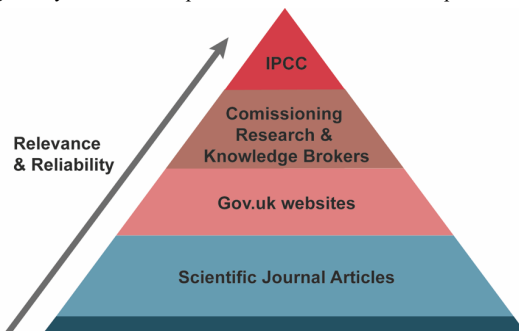 IPCC
Comissioning
Research &
Knowledge Brokers
Relevance
& Reliability
Gov.uk websites
Scientific Journal Articles